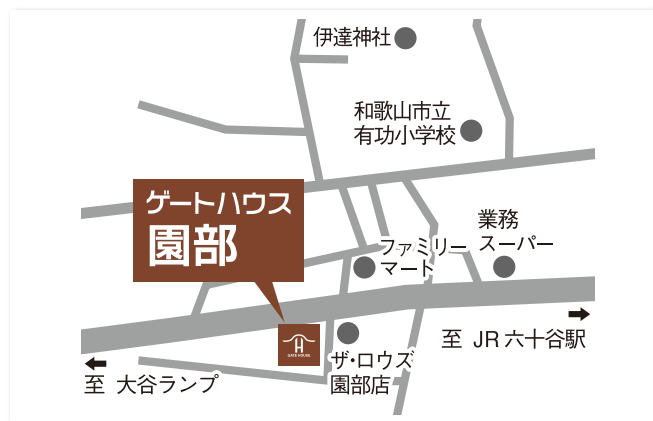 伊達神社
和歌山市立
有功小学校
ゲートハウス
園部
業務
スーパー
ファミリー
マート
至 JR六十谷駅
GATE HOUSE
ザ・ロウズ
園部店
至 大谷ランプ